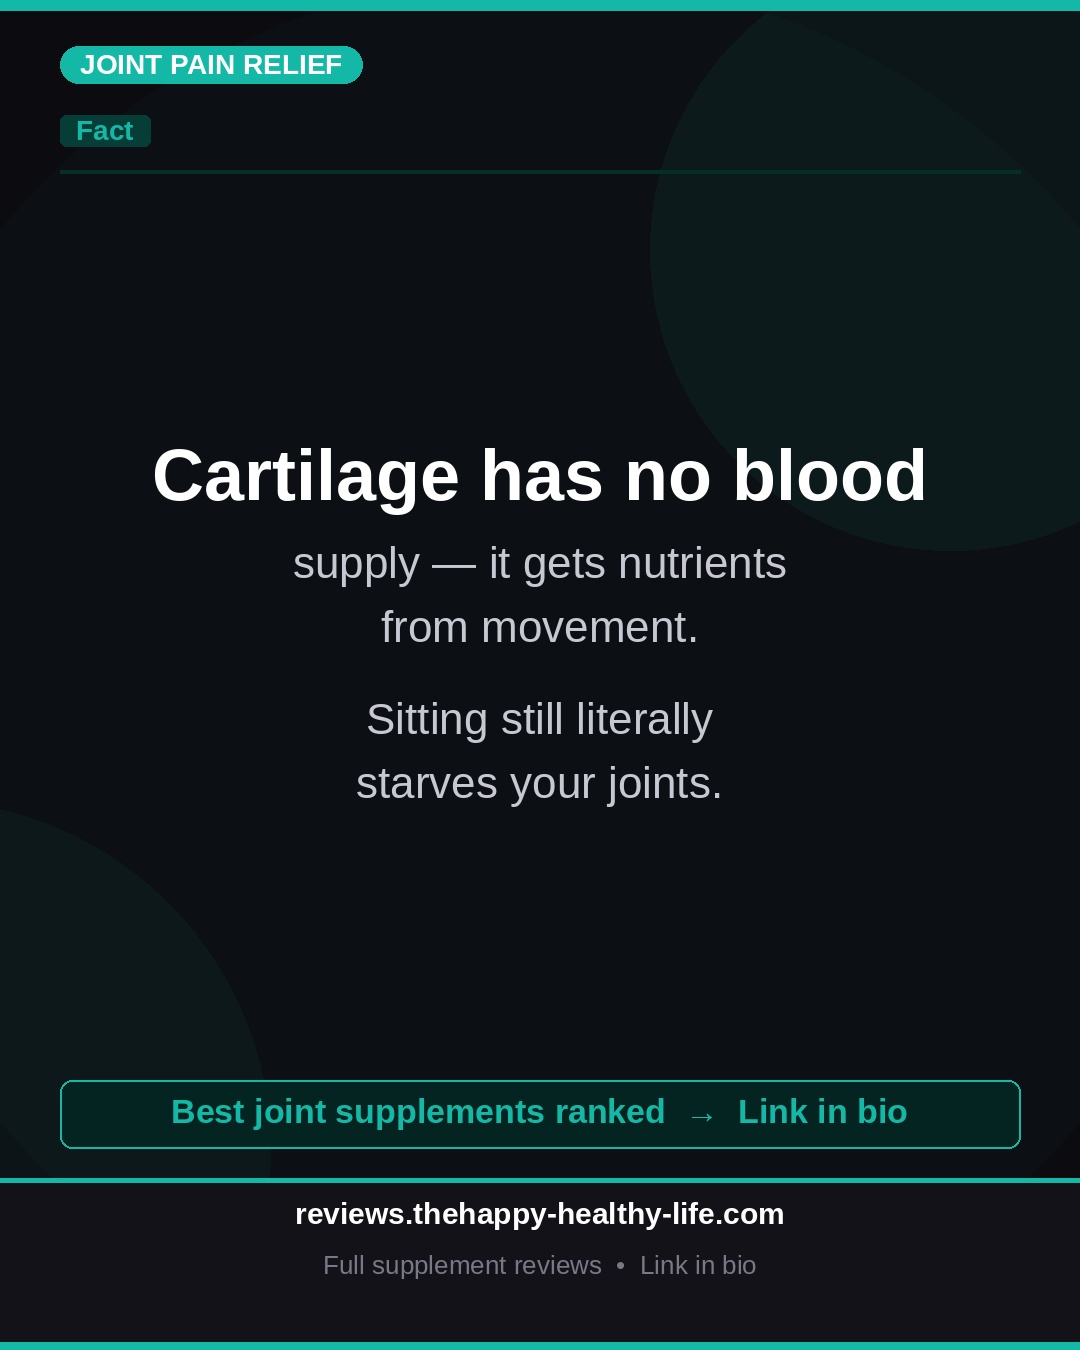 JOINT PAIN RELIEF
Fact
Cartilage has no blood
supply — it gets nutrients
from movement.
Sitting still literally
starves your joints.
Best joint supplements ranked → Link in bio
reviews.thehappy-healthy-life.com
Full supplement reviews • Link in bio